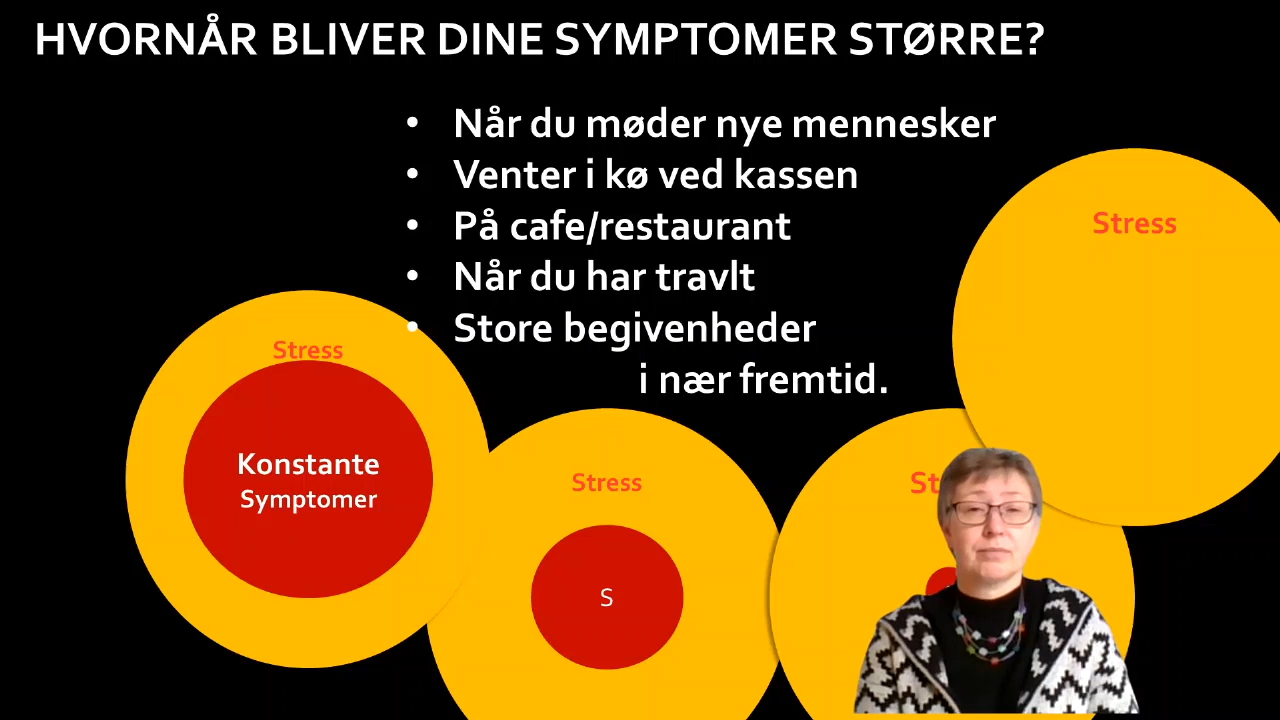 HVORNÅR BLIVER DINE SYMPTOMER STØRRE?
• Når du møder nye mennesker
• Venter i kø ved kassen
• På cafe/restaurant
• Når du har travlt
• Store begivenheder
i nær fremtid.
Stress
Konstante
Symptomer
Stress
S
Stress